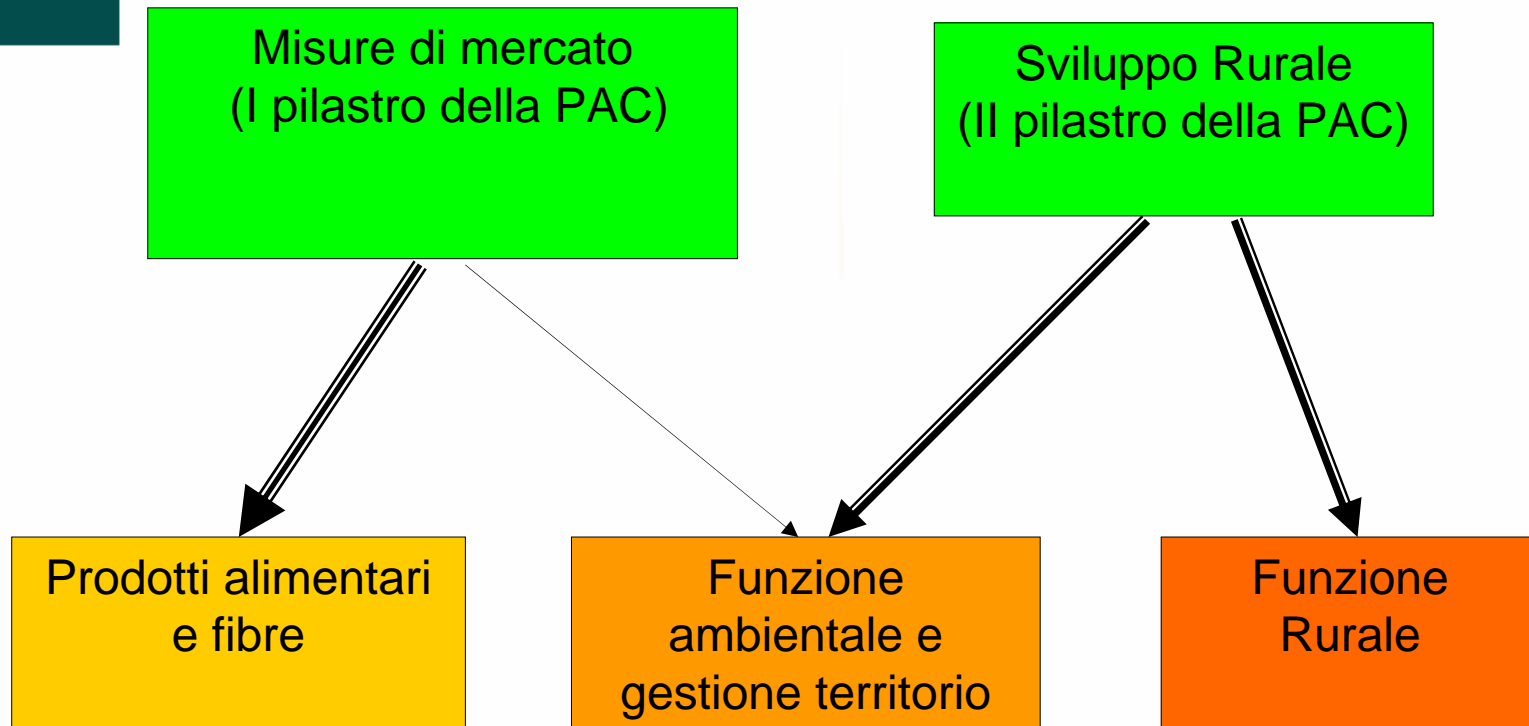 Misure di mercato
(I pilastro della PAC)
Sviluppo Rurale
(II pilastro della PAC)
Prodotti alimentari
e fibre
Funzione
ambientale e
gestione territorio
Funzione
Rurale